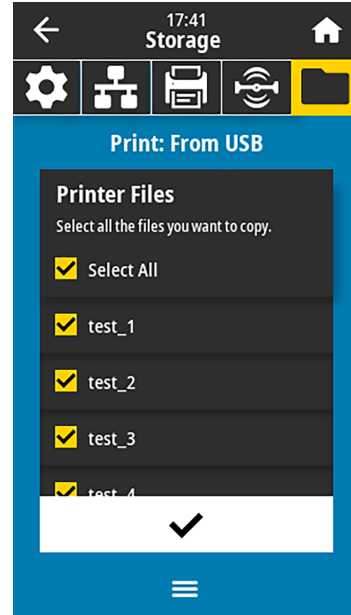 17:41
Storage
Print: From USB
Printer Files
Select all the files you want to copy.
Select All
test_1
test_2
test_3
test_4